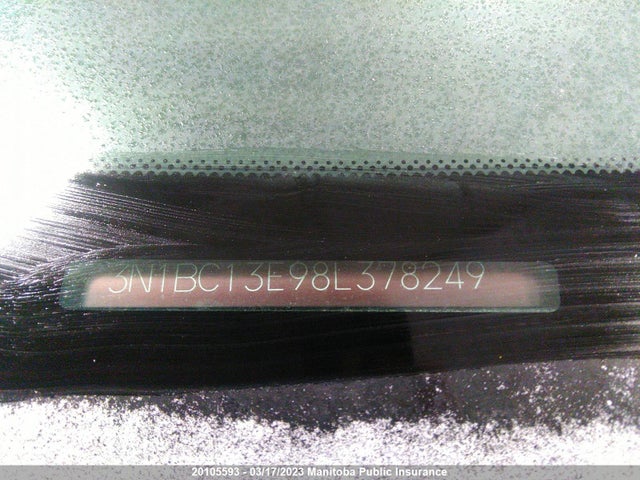 3N1BC13E98L378249
20105593 - 03/17/2023 Manitoba Public Insurance